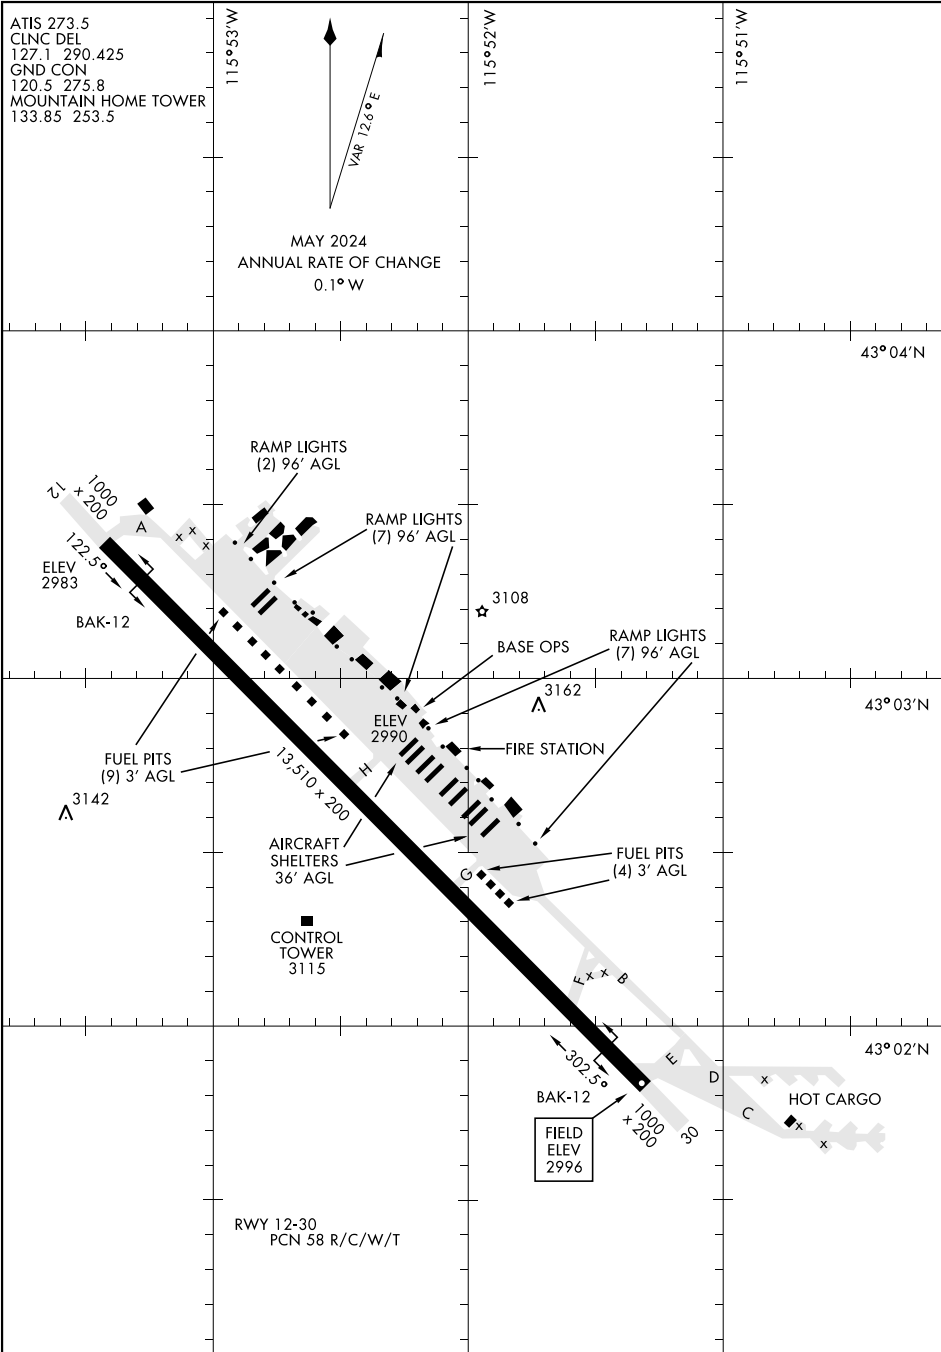 ATIS 273.5
CLNC DEL
127.1 290.425
GND CON
120.5 275.8
MOUNTAIN HOME TOWER
133.85 253.5
115°53'W
115°52'W
115°51'W
VAR 12.6° E
MAY 2024
ANNUAL RATE OF CHANGE
0.1° W
43°04'N
RAMP LIGHTS
(2) 96' AGL
12
1000
x 200
A
x
x
x
RAMP LIGHTS
(7) 96' AGL
122.5°
ELEV
2983
BAK-12
3108
BASE OPS
RAMP LIGHTS
(7) 96' AGL
3162
43°03'N
ELEV
2990
FIRE STATION
FUEL PITS
(9) 3' AGL
13,510 x 200
H
3142
AIRCRAFT
SHELTERS
36' AGL
G
FUEL PITS
(4) 3' AGL
CONTROL
TOWER
3115
F
x
x
B
43°02'N
302.5°
E
D
x
BAK-12
C
HOT CARGO
x
x
1000
x 200
30
FIELD
ELEV
2996
RWY 12-30
PCN 58 R/C/W/T